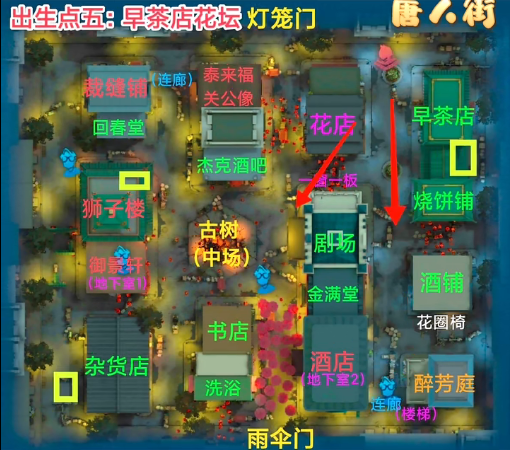 出生点五：早茶店花坛
灯笼门
唐人街
裁缝铺
（连廊）
泰来福
关公像
回春堂
花店
早茶店
杰克酒吧
一溜一板
狮子楼
烧饼铺
古树
（中场）
剧场
御景轩
（地下室1）
酒铺
金满堂
花圈椅
书店
杂货店
酒店
（地下室2）
洗浴
醉芳庭
连廊
（楼梯）
雨伞门